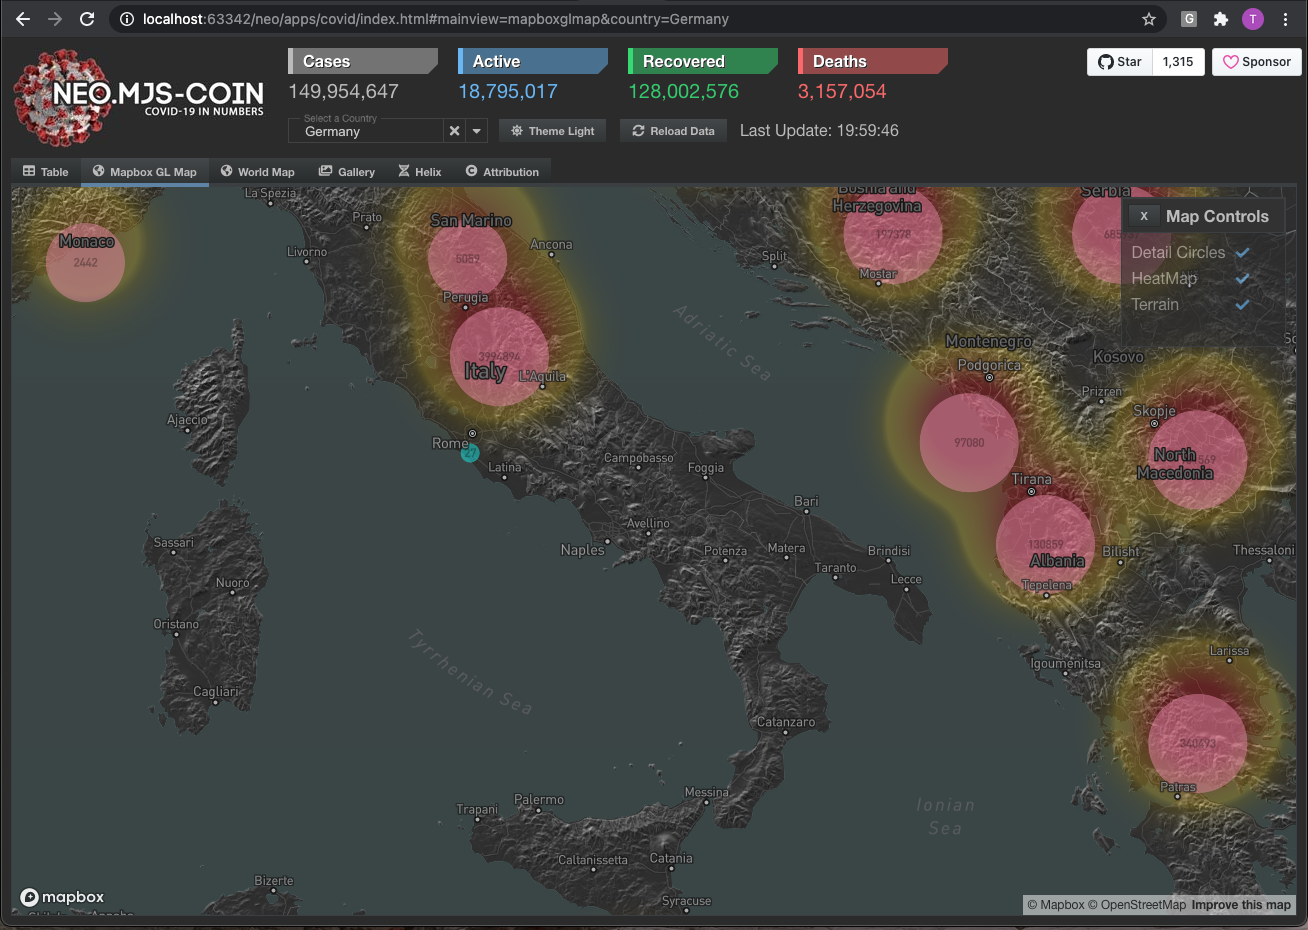 localhost:63342/neo/apps/covid/index.html#mainview=mapboxglmap&country=Germany
G
T
NEO.MJS-COIN
COVID-19 IN NUMBERS
Cases
149,954,647
Active
18,795,017
Recovered
128,002,576
Deaths
3,157,054
Star
1,315
Sponsor
Select a Country
Germany
Theme Light
Reload Data
Last Update: 19:59:46
Table
Mapbox GL Map
World Map
Gallery
Helix
Attribution
x Map Controls
Detail Circles
HeatMap
Terrain
La Spezia
Prato
San Marino
Bosnia and
Herzegovina
Serbia
Monaco
2442
Livorno
5059
Ancona
Split
197378
Mostar
Perugia
Adriatic Sea
3994894
Italy
L'Aquila
Montenegro
Podgorica
Kosovo
Prizren
Skopje
Ajaccio
Rome
27
Latina
Campobasso
Foggia
97080
North
Macedonia
Tirana
Bari
Sassari
Avellino
Naples
Potenza
Matera
Brindisi
130859
Albania
Bilisht
Thessaloni
Taranto
Lecce
Tepelena
Nuoro
Oristano
Tyrrhenian Sea
Igoumenitsa
Larissa
Cagliari
Catanzaro
340493
Patras
Messina
Trapani
Palermo
Ionian
Sea
Caltanissetta
Catania
Bizerte
Syracuse
mapbox
© Mapbox © OpenStreetMap Improve this map